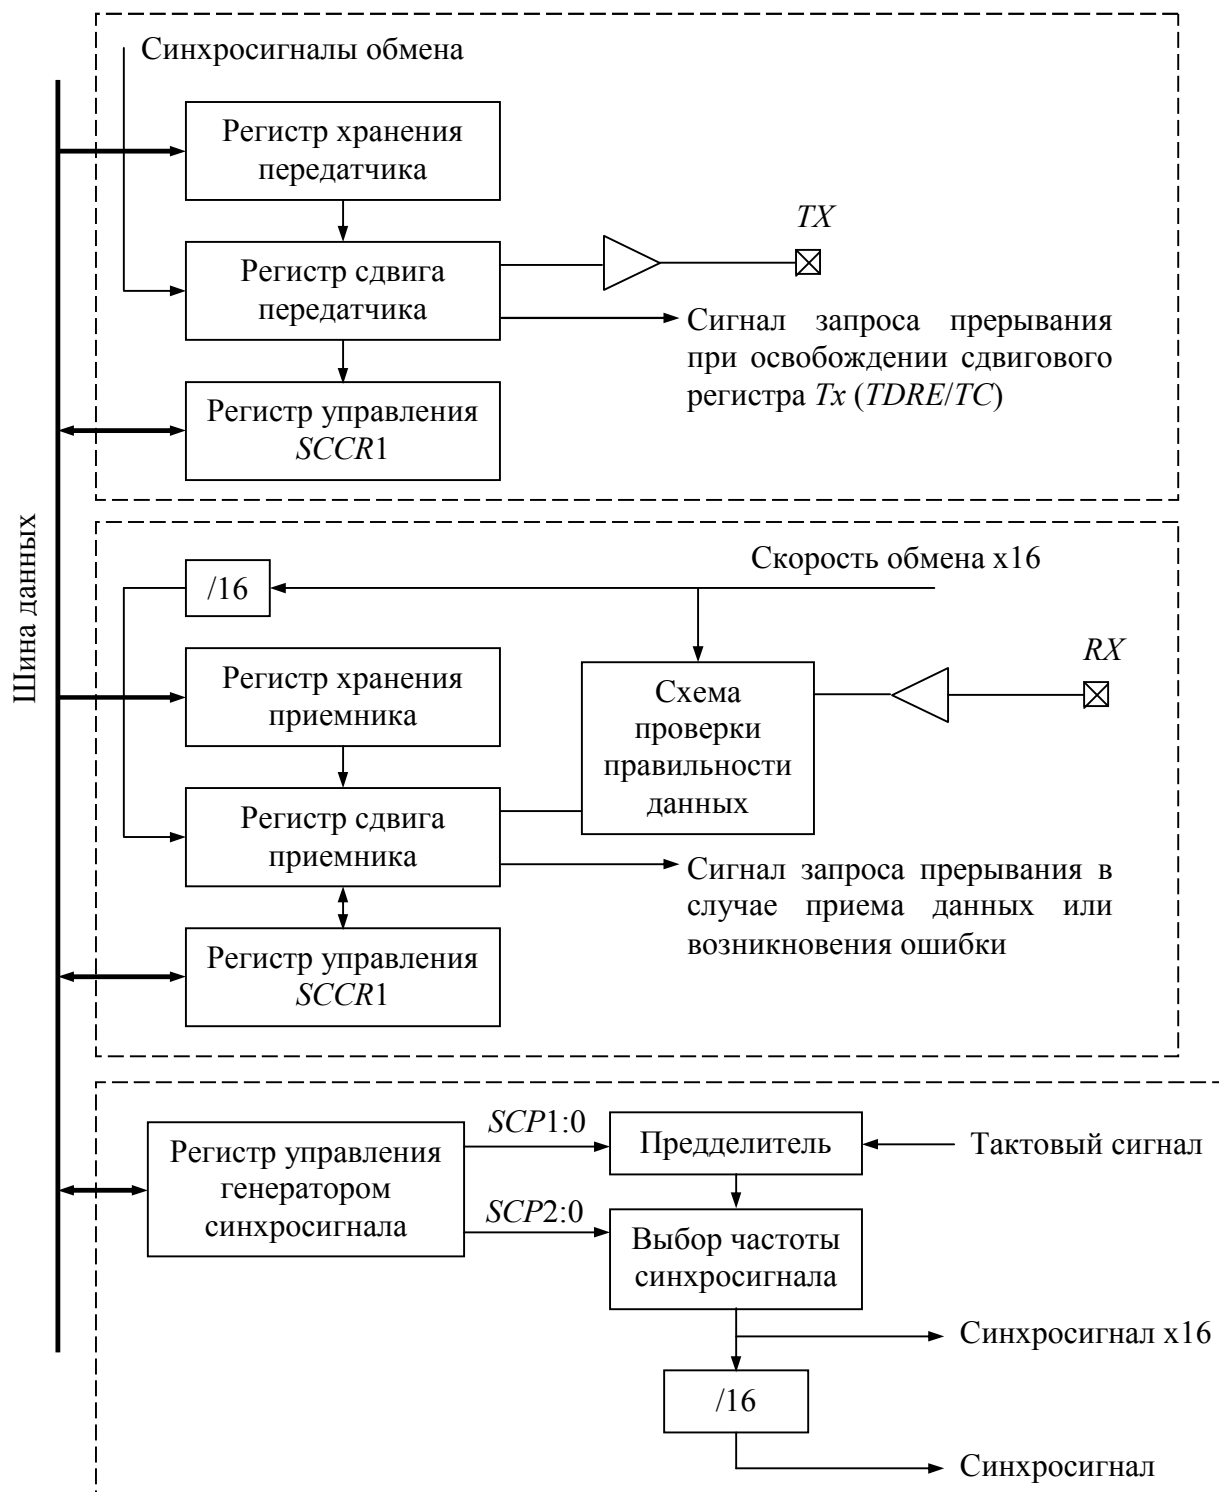 Синхросигналы обмена
Регистр хранения
передатчика
TX
Регистр сдвига
передатчика
Сигнал запроса прерывания
при освобождении сдвигового
регистра Tx (TDRE/TC)
Регистр управления
SCCR1
Шина данных
Скорость обмена x16
/16
RX
Регистр хранения
приемника
Схема
проверки
правильности
данных
Регистр сдвига
приемника
Сигнал запроса прерывания в
случае приема данных или
возникновения ошибки
Регистр управления
SCCR1
SCP1:0
Регистр управления
генератором
синхросигнала
Предделитель
Тактовый сигнал
SCP2:0
Выбор частоты
синхросигнала
Синхросигнал x16
/16
Синхросигнал